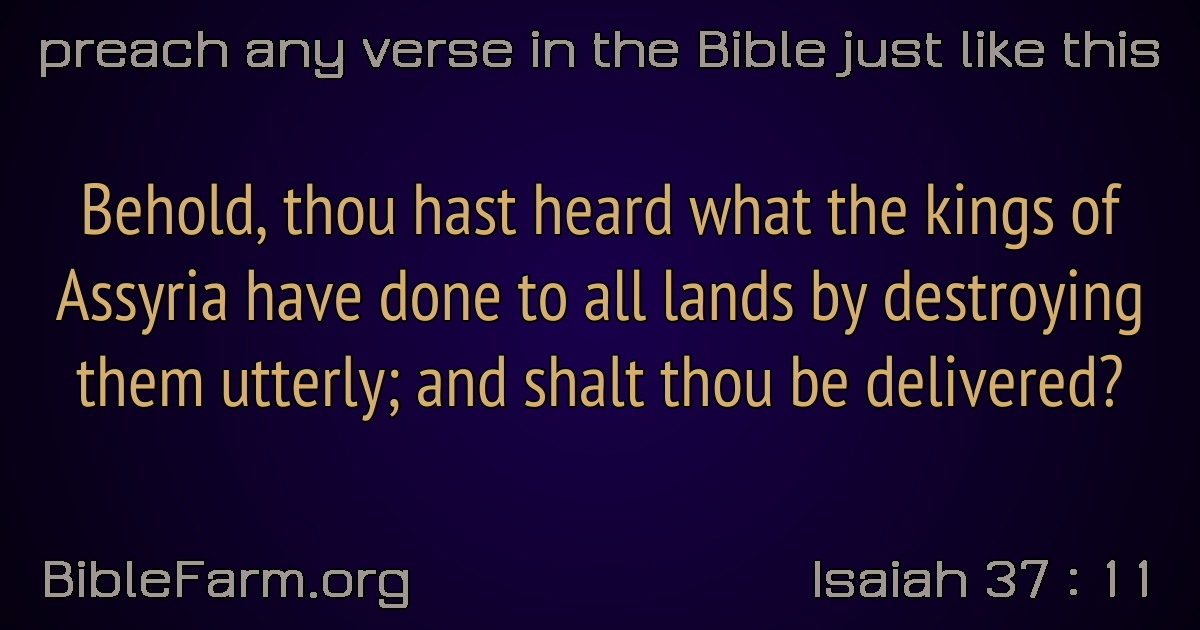 preach any verse in the Bible just like this
Behold, thou hast heard what the kings of
Assyria have done to all lands by destroying
them utterly; and shalt thou be delivered?
BibleFarm.org
Isaiah 37 : 11